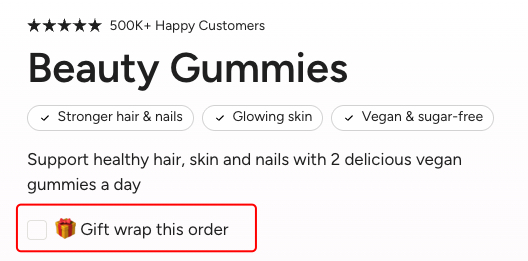 ★★★★★ 500K+ Happy Customers
Beauty Gummies
✓ Stronger hair & nails ✓ Glowing skin ✓ Vegan & sugar-free
Support healthy hair, skin and nails with 2 delicious vegan
gummies a day
🎁 Gift wrap this order